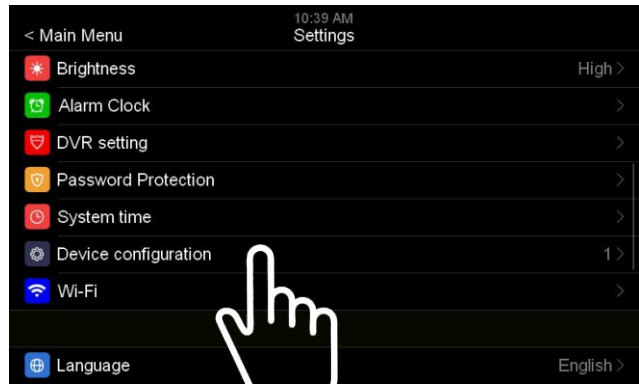 10:39 AM
< Main Menu Settings
Brightness High >
Alarm Clock >
DVR setting >
Password Protection >
System time >
Device configuration 1 >
Wi-Fi >
Language English >